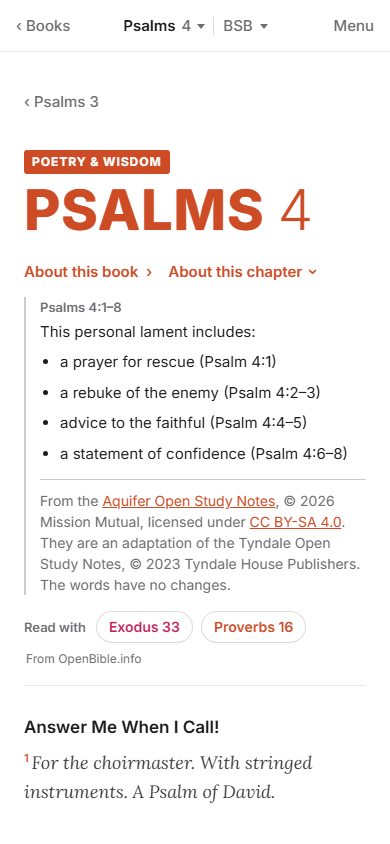 ‹ Books
Psalms 4
BSB
Menu
‹ Psalms 3
POETRY & WISDOM
PSALMS 4
About this book ›
About this chapter
Psalms 4:1–8
This personal lament includes:
• a prayer for rescue (Psalm 4:1)
• a rebuke of the enemy (Psalm 4:2–3)
• advice to the faithful (Psalm 4:4–5)
• a statement of confidence (Psalm 4:6–8)
From the Aquifer Open Study Notes, © 2026
Mission Mutual, licensed under CC BY-SA 4.0.
They are an adaptation of the Tyndale Open
Study Notes, © 2023 Tyndale House Publishers.
The words have no changes.
Read with Exodus 33 Proverbs 16
From OpenBible.info
Answer Me When I Call!
1 For the choirmaster. With stringed
instruments. A Psalm of David.